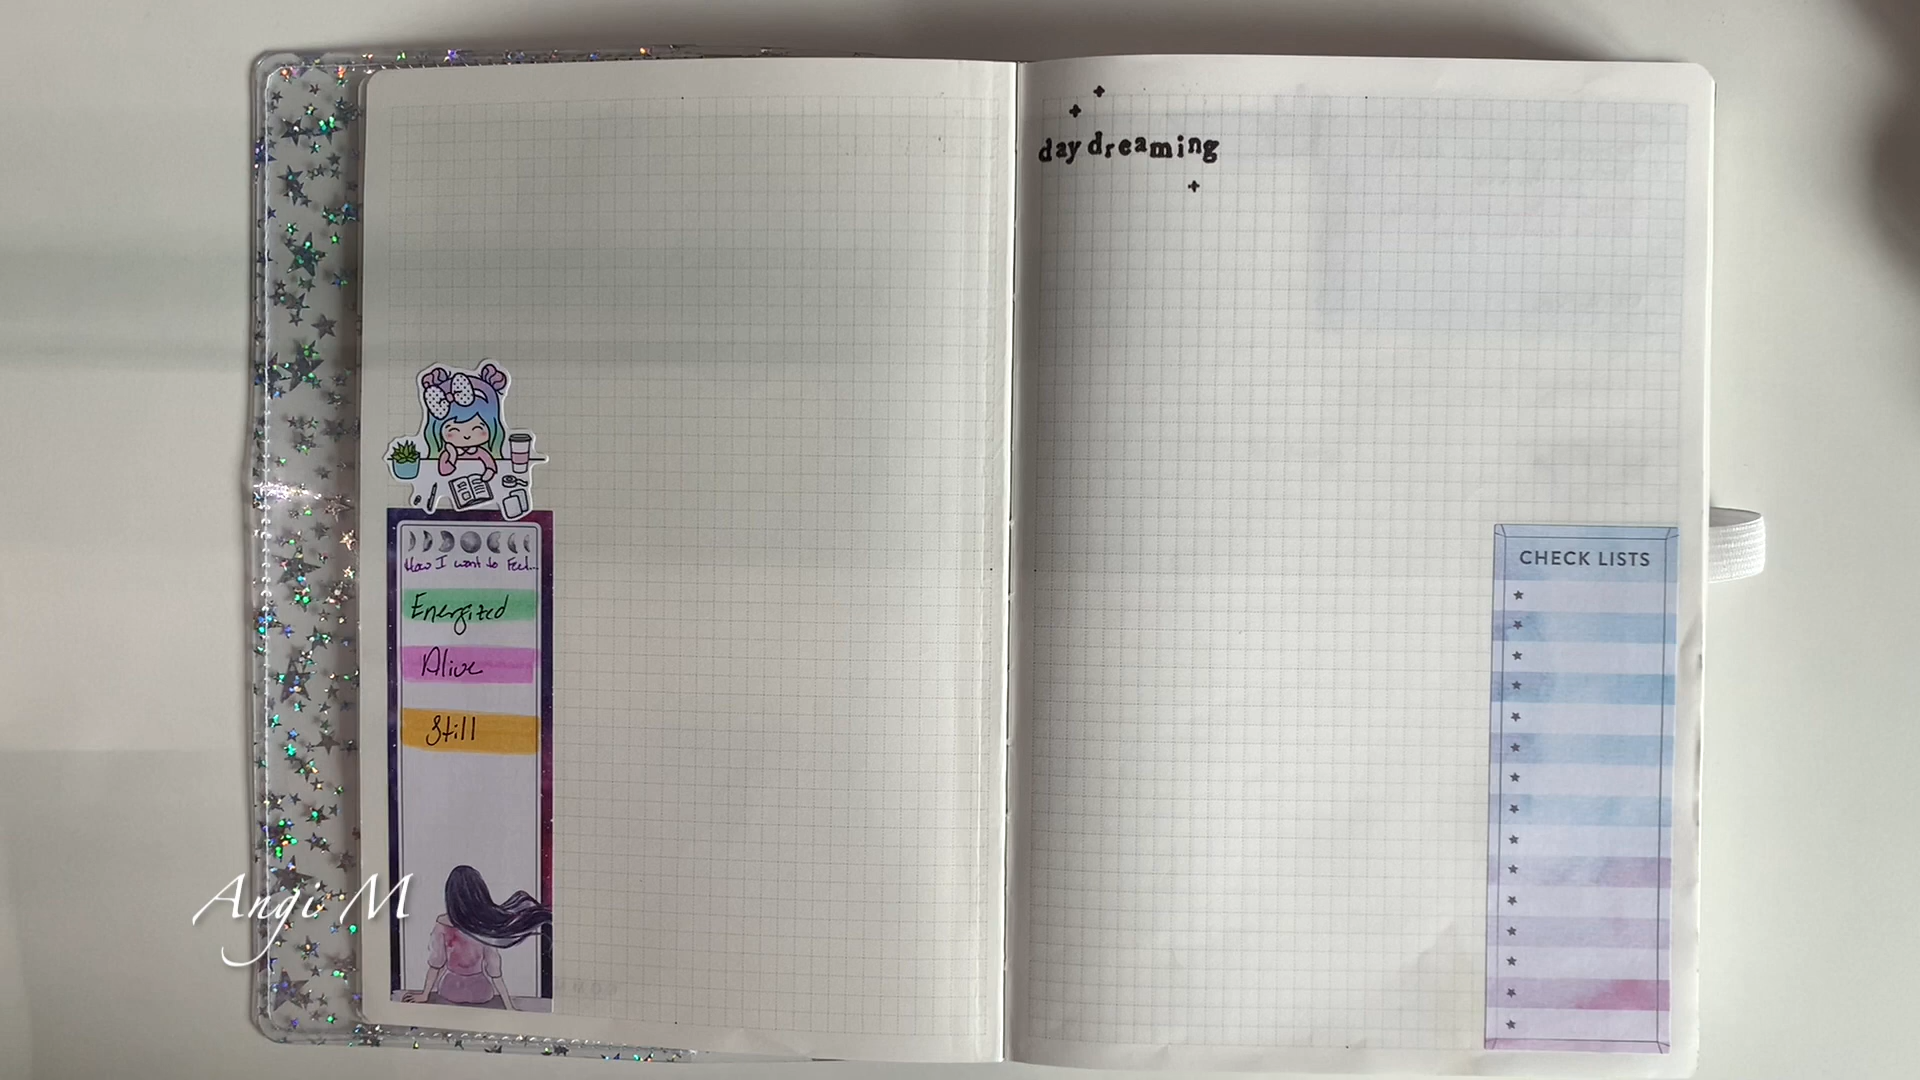 How I want to Feel...
Energized
Alive
Still
Angi M
day dreaming
CHECK LISTS